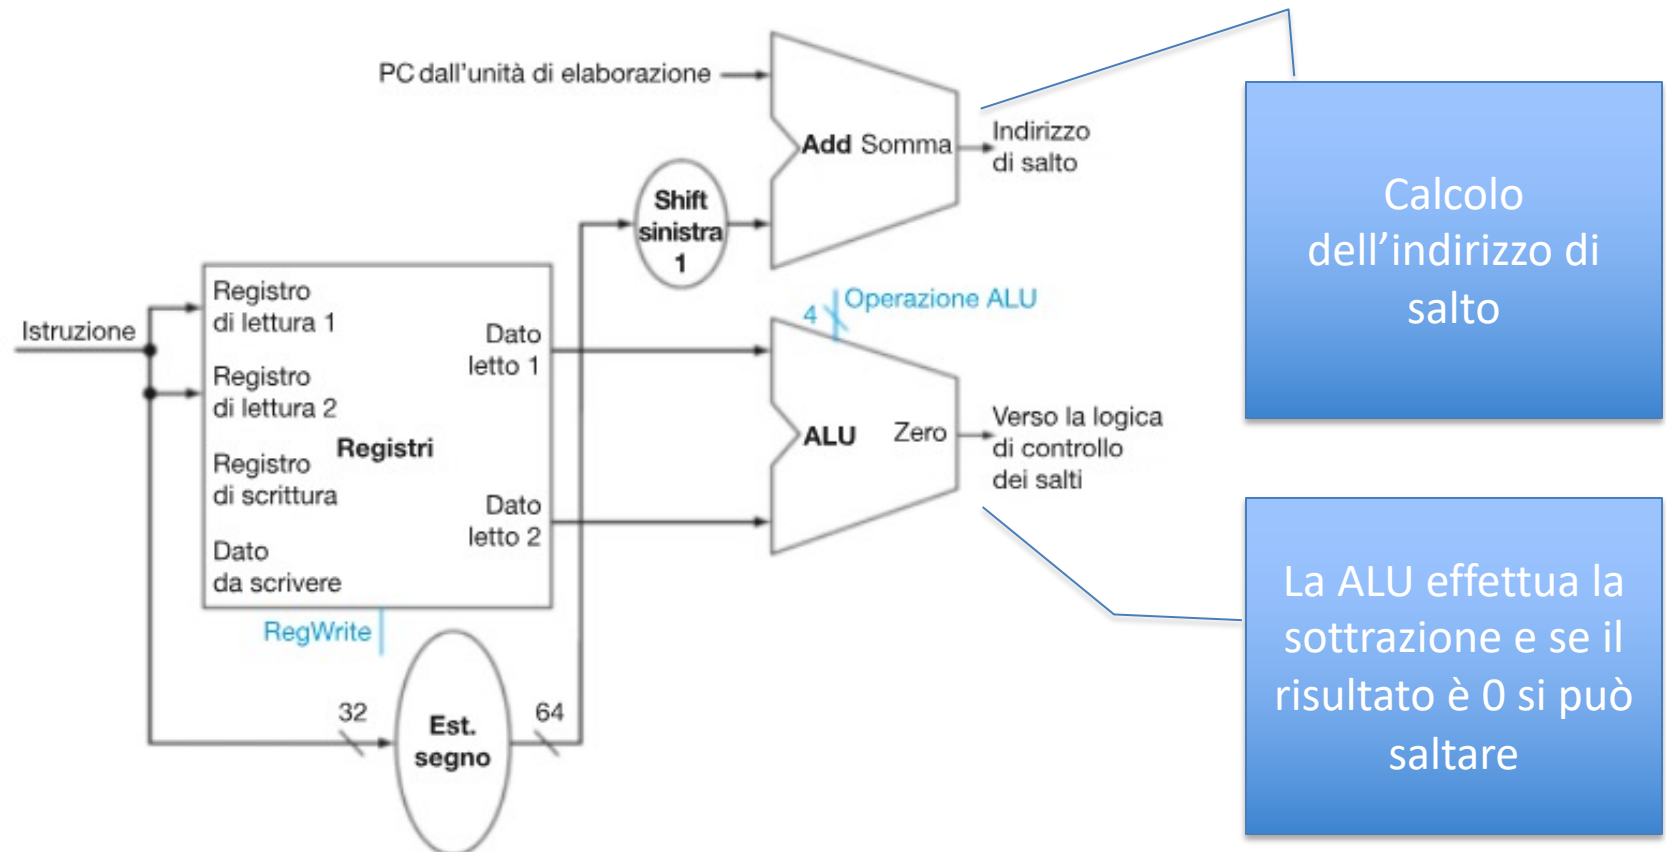 PC dall'unità di elaborazione
Add Somma
Indirizzo
di salto
Shift
sinistra
1
Istruzione
Registro
di lettura 1
Registro
di lettura 2
Registri
Registro
di scrittura
Dato
da scrivere
Dato
letto 1
Dato
letto 2
RegWrite
4
Operazione ALU
ALU Zero
Verso la logica
di controllo
dei salti
32
Est.
segno
64
Calcolo
dell’indirizzo di
salto
La ALU effettua la
sottrazione e se il
risultato è 0 si può
saltare